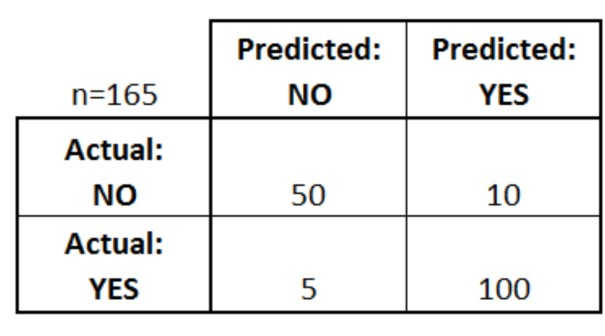 Predicted: Predicted:
n=165 NO YES
Actual:
NO 50 10
Actual:
YES 5 100